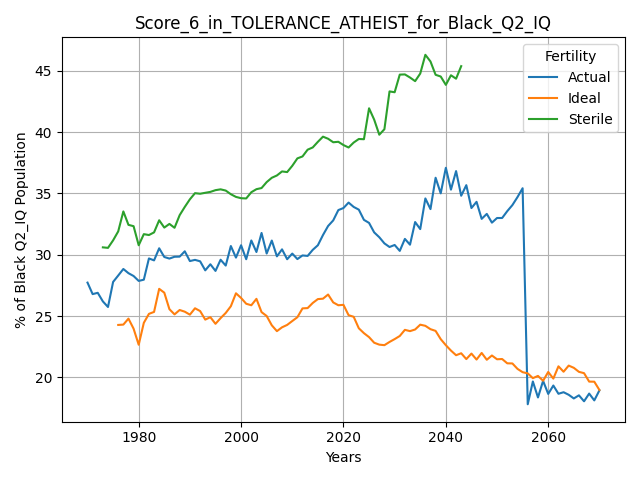 Score_6_in_TOLERANCE_ATHEIST_for_Black_Q2_IQ
Fertility
Actual
Ideal
Sterile
% of Black Q2_IQ Population
45
40
35
30
25
20
1980
2000
2020
2040
2060
Years